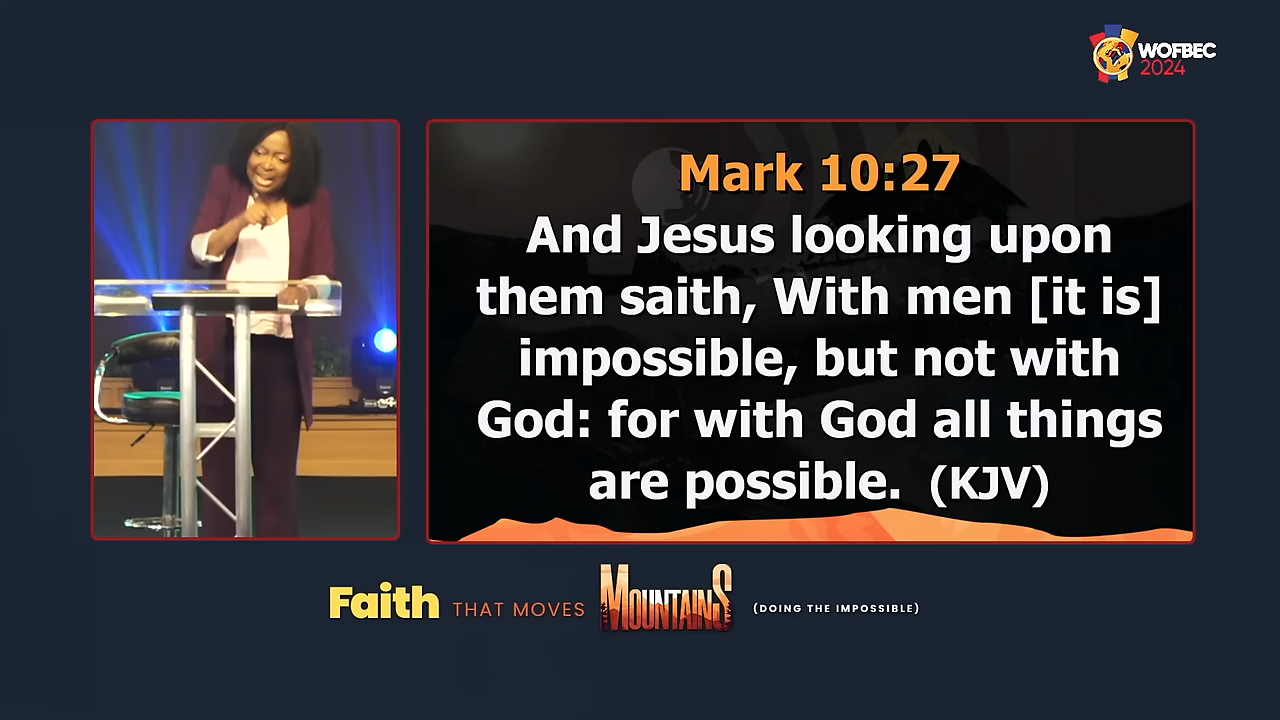 WOFBEC
2024
Mark 10:27
And Jesus looking upon
them saith, With men [it is]
impossible, but not with
God: for with God all things
are possible. (KJV)
Faith THAT MOVES MOUNTAINS (DOING THE IMPOSSIBLE)